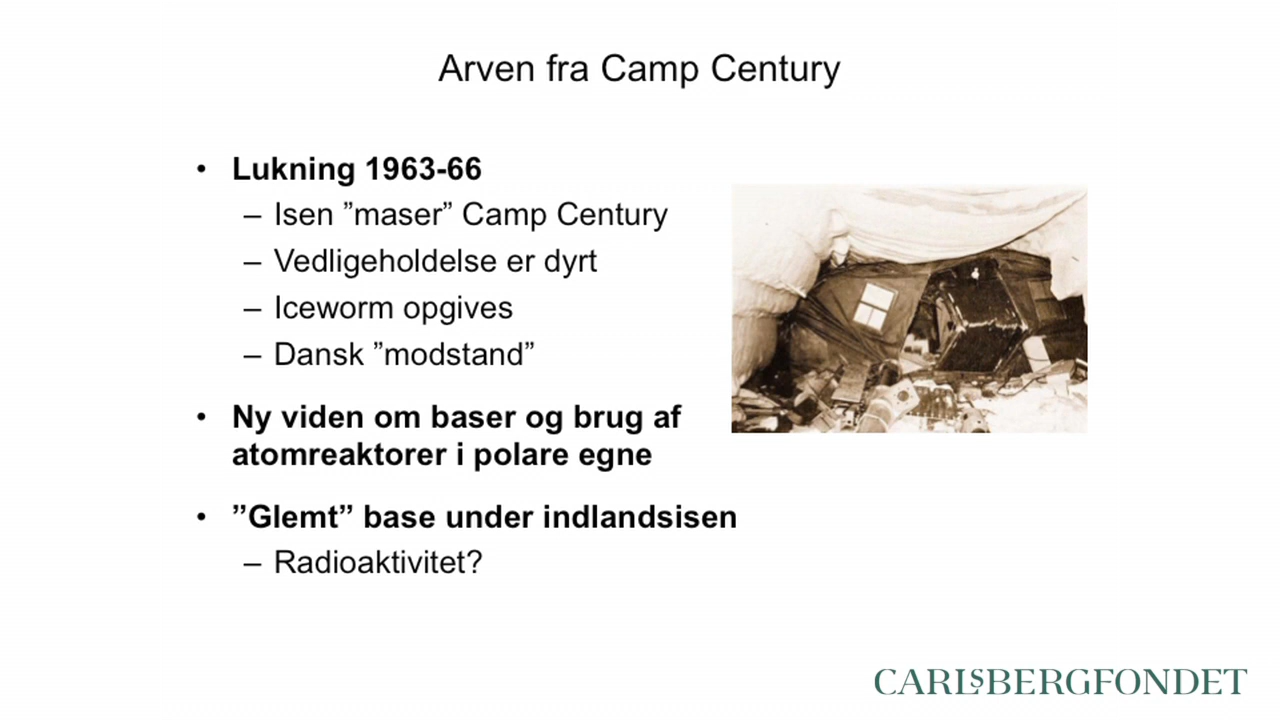 Arven fra Camp Century
• Lukning 1963-66
– Isen ”maser” Camp Century
– Vedligeholdelse er dyrt
– Iceworm opgives
– Dansk ”modstand”
• Ny viden om baser og brug af
atomreaktorer i polare egne
• ”Glemt” base under indlandsisen
– Radioaktivitet?
CARLSBERGFONDET